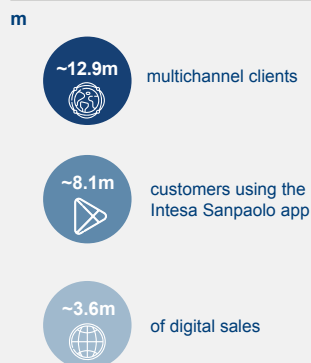 m
~12.9m
multichannel clients
~8.1m
customers using the
Intesa Sanpaolo app
~3.6m
of digital sales